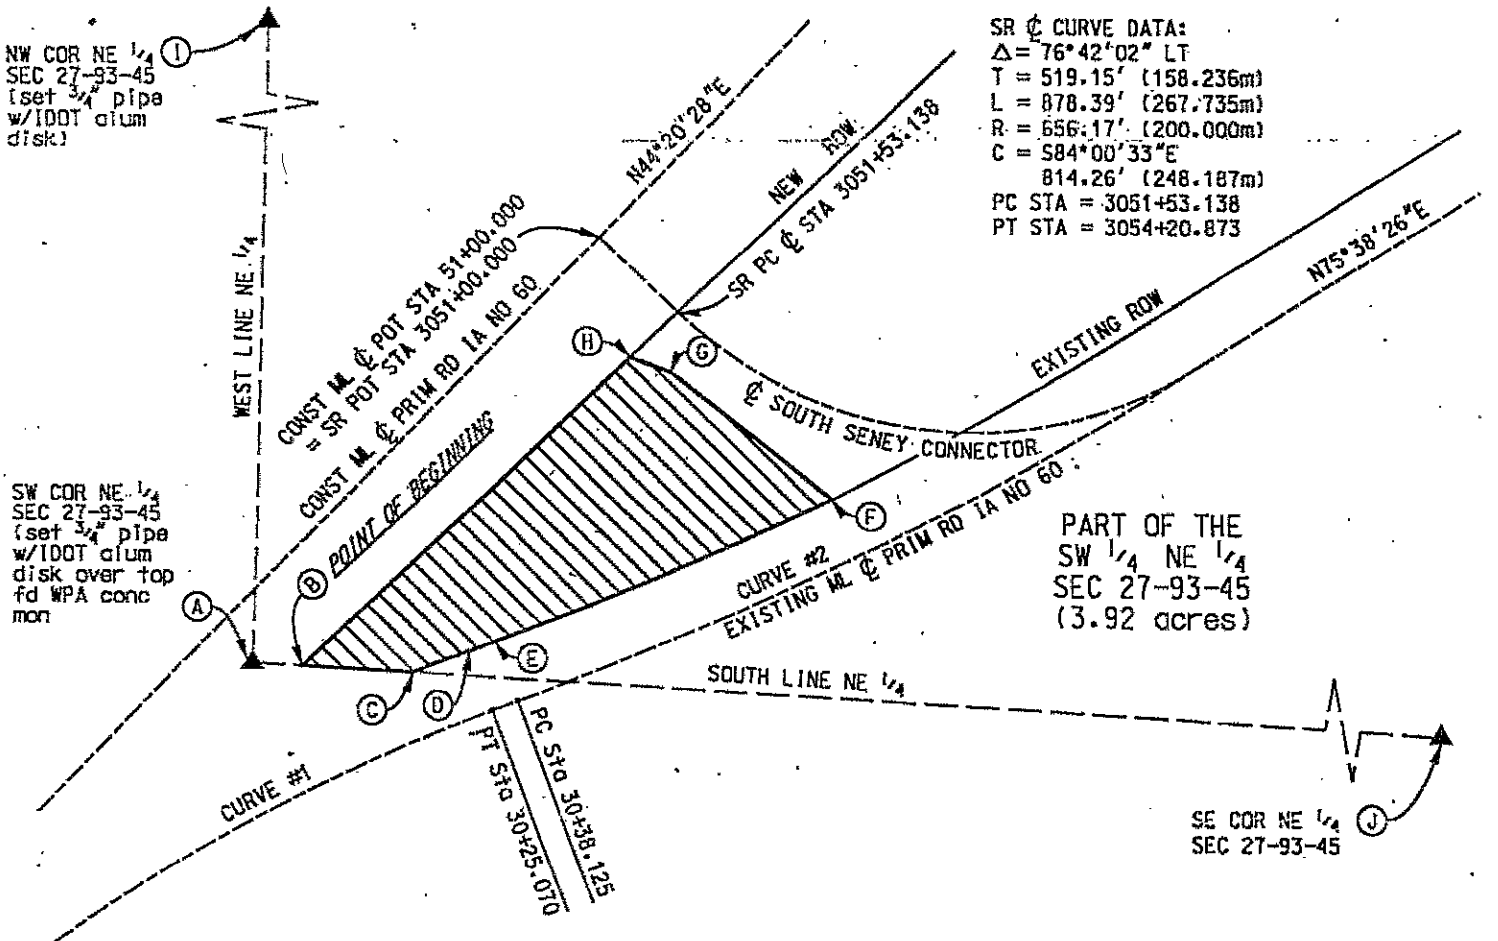 NW COR NE 1/4
SEC 27-93-45
(set 3/4" pipe
w/IDOT alum
disk)
I
WEST LINE NE 1/4
SW COR NE 1/4
SEC 27-93-45
(set 3/4" pipe
w/IDOT alum
disk over top
fd WPA conc
mon
A
B
POINT OF BEGINNING
CONST ML ℄ POT STA 51+00.000
= SR POT STA 3051+00.000
CONST ML ℄ PRIM RD IA NO 60
N44°20'28"E
NEW ROW
SR PC ℄ STA 3051+53.138
SR ℄ CURVE DATA:
Δ = 76°42'02" LT
T = 519.15' (158.236m)
L = 878.39' (267.735m)
R = 656.17' (200.000m)
C = S84°00'33"E
814.26' (248.187m)
PC STA = 3051+53.138
PT STA = 3054+20.873
N75°38'26"E
EXISTING ROW
H
G
℄ SOUTH SENEY CONNECTOR
F
CURVE #2
EXISTING ML ℄ PRIM RD IA NO 60
PART OF THE
SW 1/4 NE 1/4
SEC 27-93-45
(3.92 acres)
E
D
C
SOUTH LINE NE 1/4
CURVE #1
PT Sta 30+25.070
PC Sta 30+38.125
SE COR NE 1/4
SEC 27-93-45
J